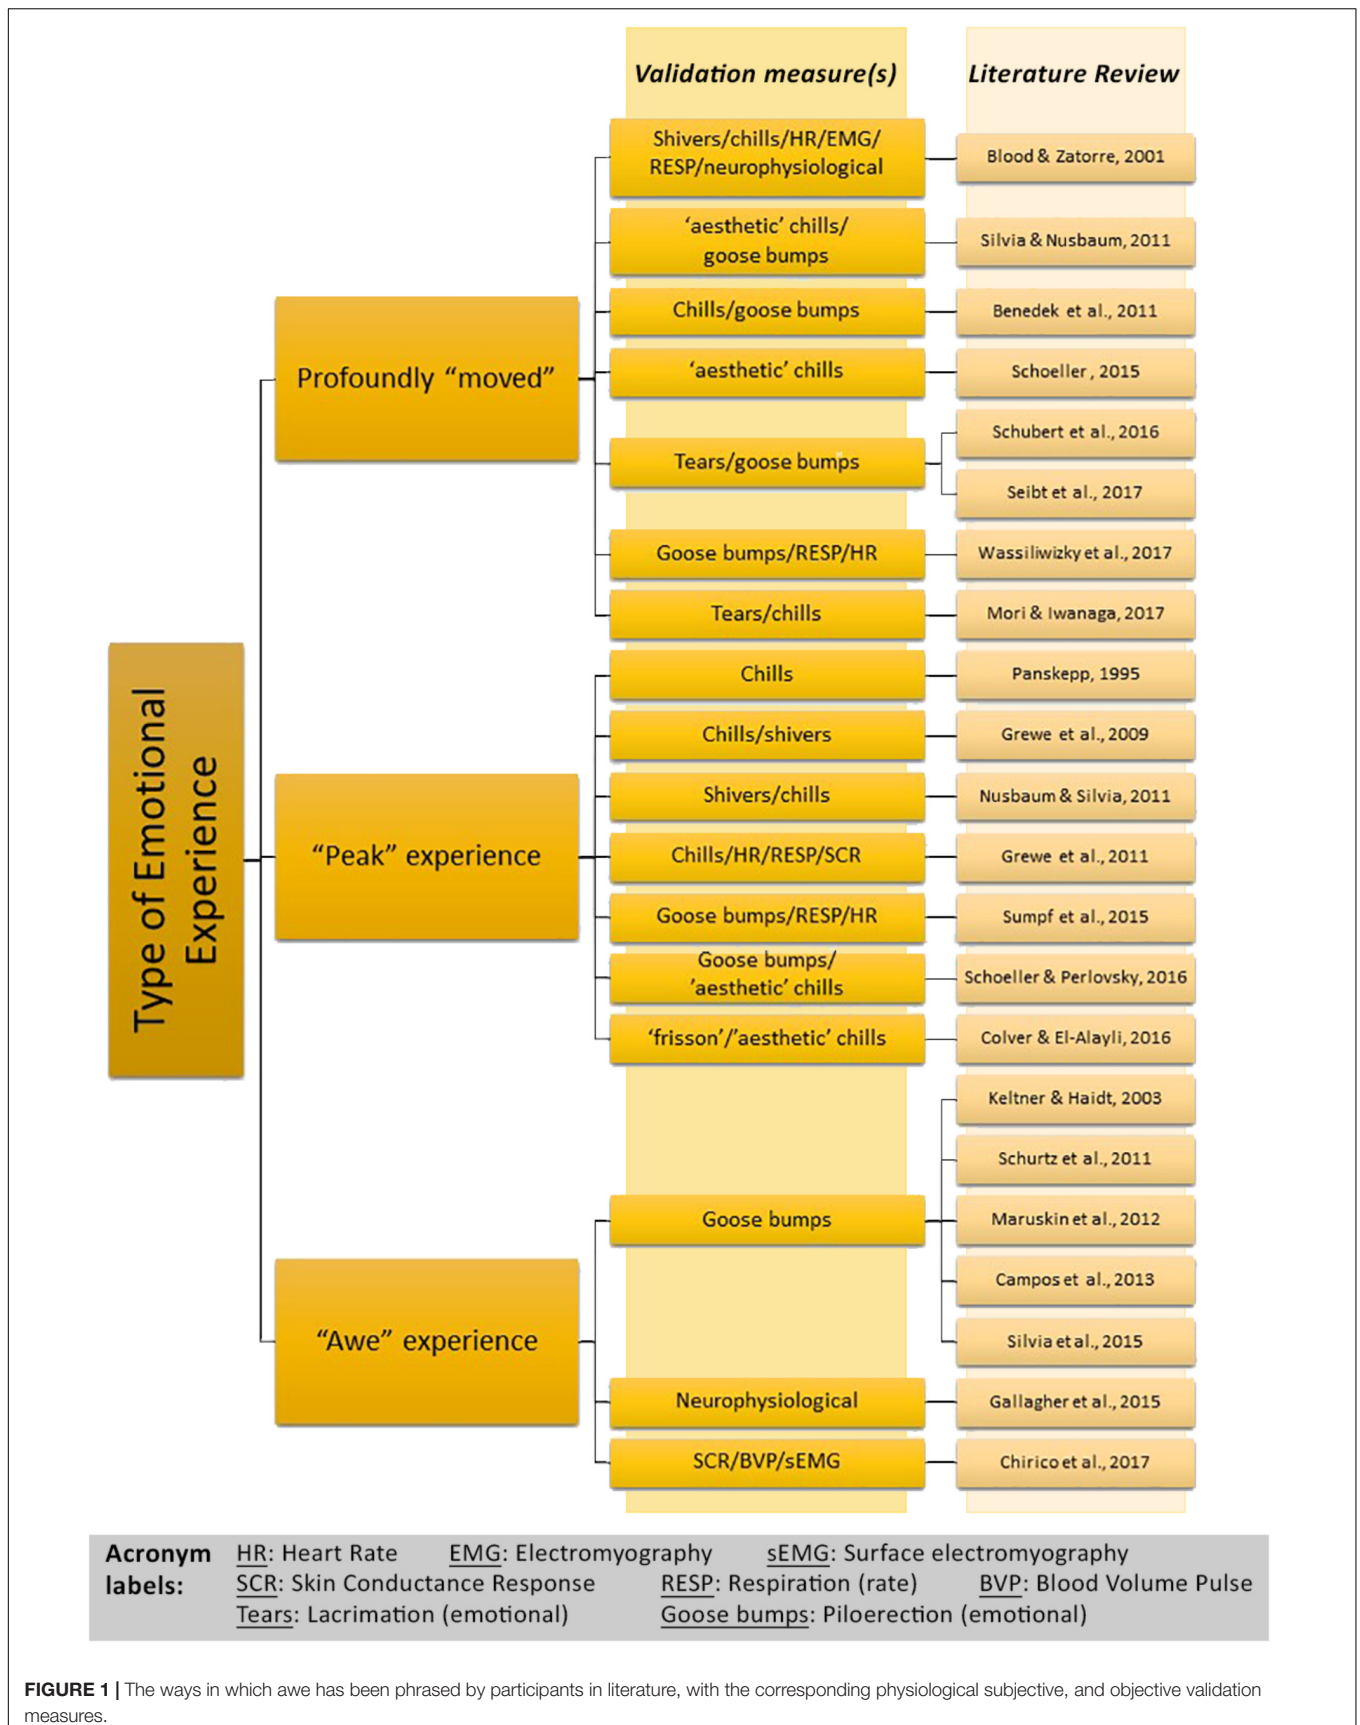 Validation measure(s)
Literature Review
Type of Emotional
Experience
Profoundly “moved”
Shivers/chills/HR/EMG/
RESP/neurophysiological
Blood & Zatorre, 2001
‘aesthetic’ chills/
goose bumps
Silvia & Nusbaum, 2011
Chills/goose bumps
Benedek et al., 2011
‘aesthetic’ chills
Schoeller, 2015
Tears/goose bumps
Schubert et al., 2016
Seibt et al., 2017
Goose bumps/RESP/HR
Wassiliwizky et al., 2017
Tears/chills
Mori & Iwanaga, 2017
“Peak” experience
Chills
Panskepp, 1995
Chills/shivers
Grewe et al., 2009
Shivers/chills
Nusbaum & Silvia, 2011
Chills/HR/RESP/SCR
Grewe et al., 2011
Goose bumps/RESP/HR
Sumpf et al., 2015
Goose bumps/
’aesthetic’ chills
Schoeller & Perlovsky, 2016
‘frisson’/’aesthetic’ chills
Colver & El-Alayli, 2016
“Awe” experience
Goose bumps
Keltner & Haidt, 2003
Schurtz et al., 2011
Maruskin et al., 2012
Campos et al., 2013
Silvia et al., 2015
Neurophysiological
Gallagher et al., 2015
SCR/BVP/sEMG
Chirico et al., 2017
Acronym
labels:
HR: Heart Rate EMG: Electromyography sEMG: Surface electromyography
SCR: Skin Conductance Response RESP: Respiration (rate) BVP: Blood Volume Pulse
Tears: Lacrimation (emotional) Goose bumps: Piloerection (emotional)
FIGURE 1 | The ways in which awe has been phrased by participants in literature, with the corresponding physiological subjective, and objective validation
measures.